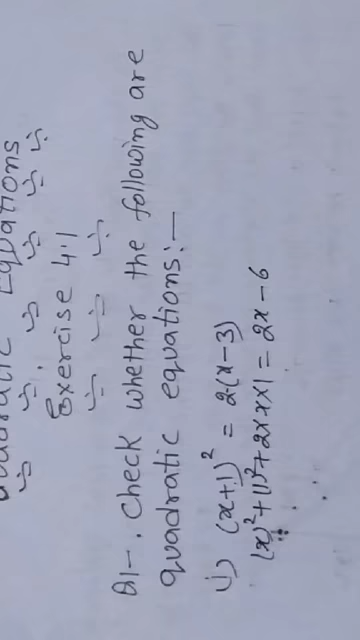 Equations
Exercise 4.1
Q1-. Check whether the following are
quadratic equations:-
i) (x+1)² = 2(x-3)
(x)²+(1)²+2×x×1 = 2x-6